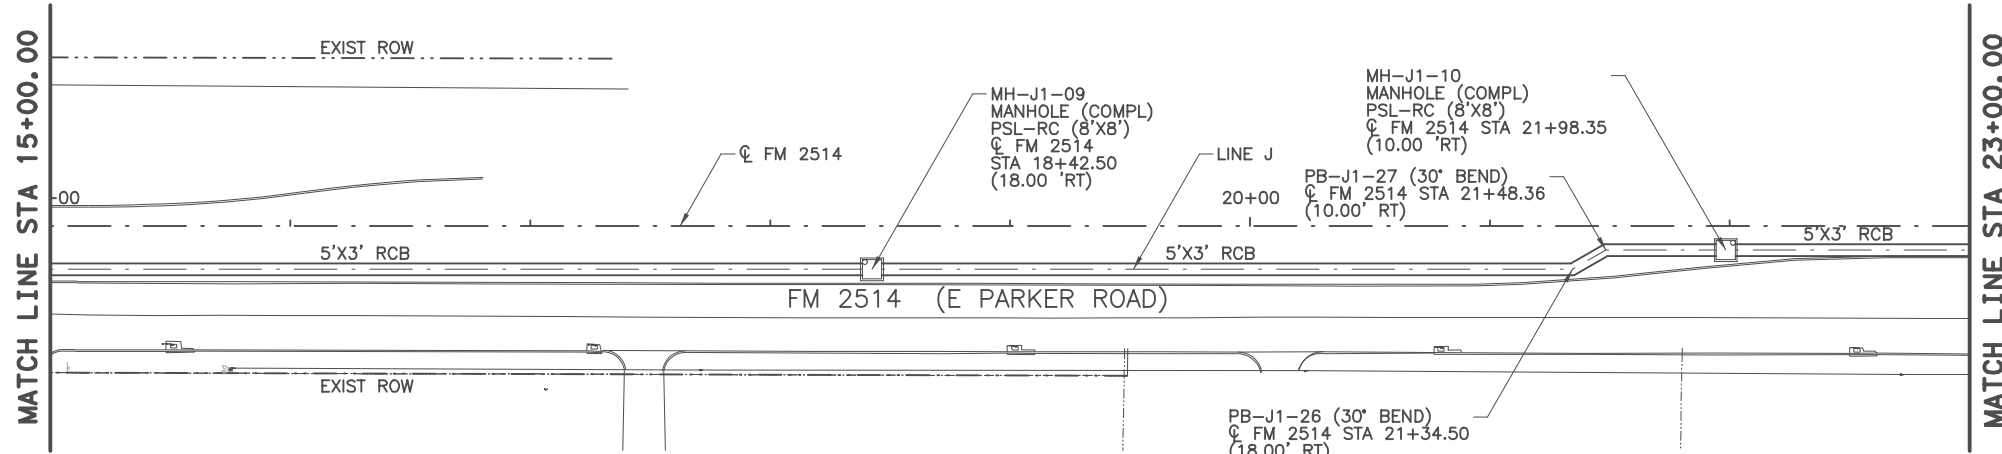 MATCH LINE STA 15+00.00
EXIST ROW
℄ FM 2514
MH-J1-09
MANHOLE (COMPL)
PSL-RC (8'X8')
℄ FM 2514
STA 18+42.50
(18.00 'RT)
LINE J
MH-J1-10
MANHOLE (COMPL)
PSL-RC (8'X8')
℄ FM 2514 STA 21+98.35
(10.00 'RT)
PB-J1-27 (30° BEND)
℄ FM 2514 STA 21+48.36
(10.00' RT)
-00
20+00
5'X3' RCB
5'X3' RCB
5'X3' RCB
FM 2514 (E PARKER ROAD)
EXIST ROW
PB-J1-26 (30° BEND)
℄ FM 2514 STA 21+34.50
(18.00' RT)
MATCH LINE STA 23+00.00